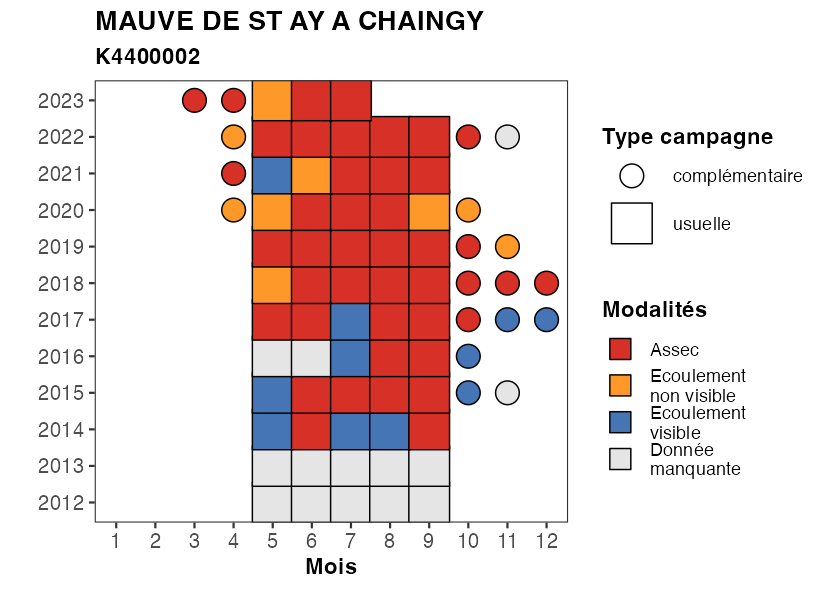 MAUVE DE ST AY A CHAINGY
K4400002
2023
2022
2021
2020
2019
2018
2017
2016
2015
2014
2013
2012
1 2 3 4 5 6 7 8 9 10 11 12
Mois
Type campagne
complémentaire
usuelle
Modalités
Assec
Ecoulement
non visible
Ecoulement
visible
Donnée
manquante